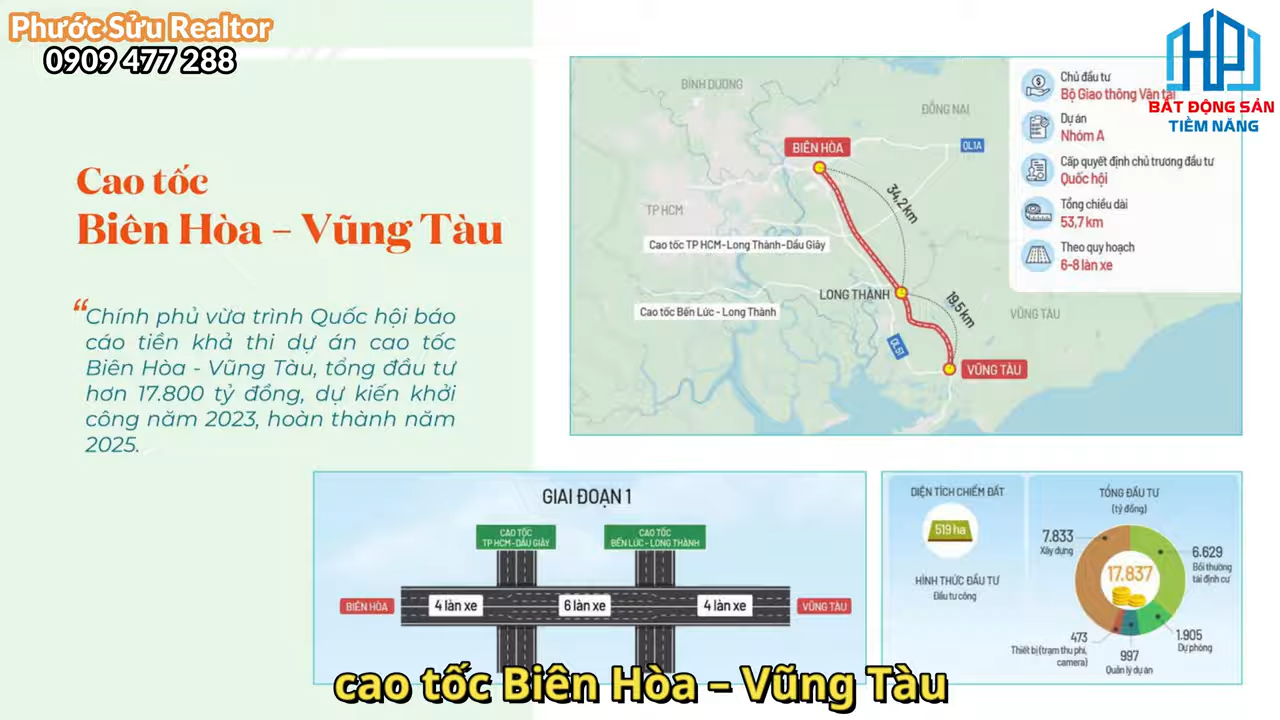 Phước Sửu Realtor
0909 477 288
HP
BẤT ĐỘNG SẢN
TIỀM NĂNG
Cao tốc
Biên Hòa – Vũng Tàu
“Chính phủ vừa trình Quốc hội báo
cáo tiền khả thi dự án cao tốc
Biên Hòa - Vũng Tàu, tổng đầu tư
hơn 17.800 tỷ đồng, dự kiến khởi
công năm 2023, hoàn thành năm
2025.
BÌNH DƯƠNG
ĐỒNG NAI
BIÊN HÒA
QL1A
34,2 km
TP HCM
Cao tốc TP HCM-Long Thành-Dầu Giây
LONG THÀNH
19,5 km
Cao tốc Bến Lức - Long Thành
VŨNG TÀU
QL51
VŨNG TÀU
Chủ đầu tư
Bộ Giao thông Vận tải
Dự án
Nhóm A
Cấp quyết định chủ trương đầu tư
Quốc hội
Tổng chiều dài
53,7 km
Theo quy hoạch
6-8 làn xe
GIAI ĐOẠN 1
CAO TỐC
TP HCM-DẦU GIÂY
CAO TỐC
BẾN LỨC - LONG THÀNH
BIÊN HÒA
4 làn xe
6 làn xe
4 làn xe
VŨNG TÀU
DIỆN TÍCH CHIẾM ĐẤT
519 ha
HÌNH THỨC ĐẦU TƯ
Đầu tư công
TỔNG ĐẦU TƯ
(tỷ đồng)
7.833
Xây dựng
6.629
Bồi thường
tái định cư
17.837
1.905
Dự phòng
473
Thiết bị (trạm thu phí,
camera)
997
Quản lý dự án
cao tốc Biên Hòa – Vũng Tàu